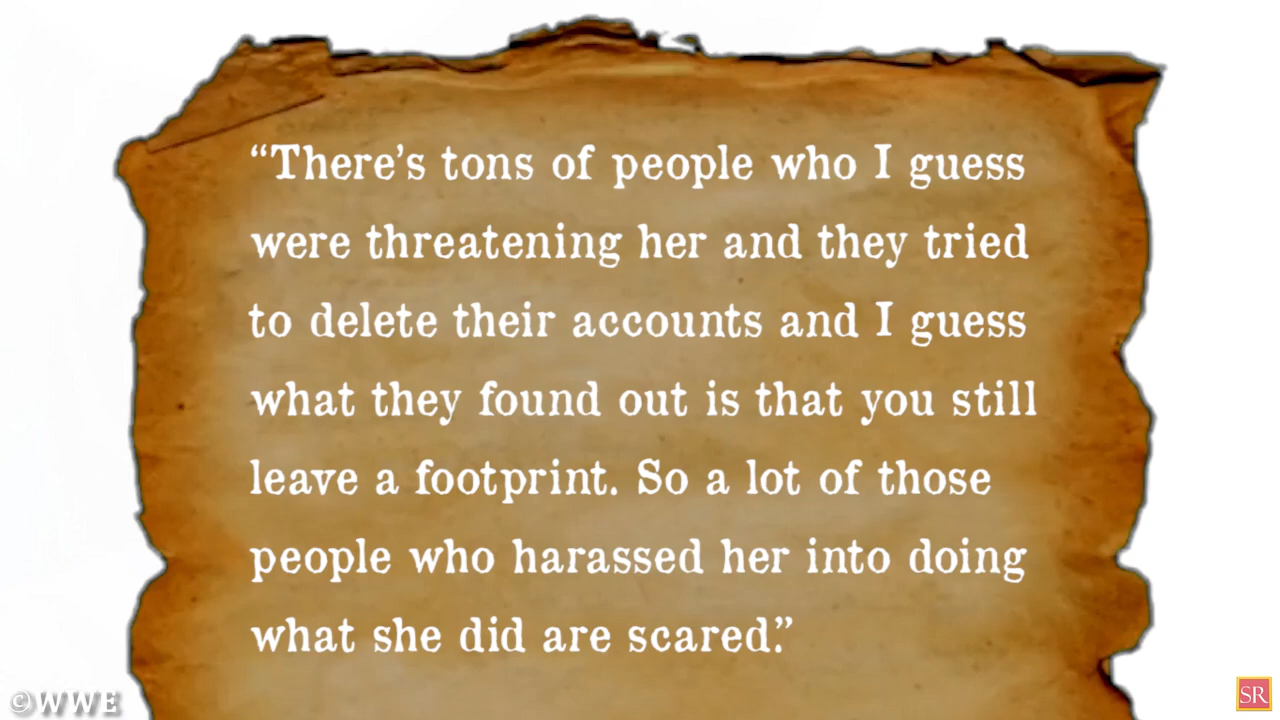 “There’s tons of people who I guess
were threatening her and they tried
to delete their accounts and I guess
what they found out is that you still
leave a footprint. So a lot of those
people who harassed her into doing
what she did are scared.”
©WWE
SR